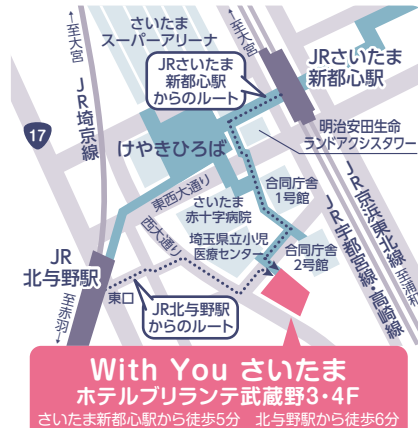 ←至大宮
さいたま
スーパーアリーナ
←至大宮
JRさいたま
新都心駅
JRさいたま
新都心駅
からのルート
17
JR埼京線
けやきひろば
明治安田生命
ランドアクシスタワー
東西大通り
さいたま
赤十字病院
合同庁舎
1号館
西大通り
埼玉県立小児
医療センター
合同庁舎
2号館
JR京浜東北線
JR宇都宮線・高崎線
至浦和→
JR
北与野駅
東口
至赤羽→
JR北与野駅
からのルート
With You さいたま
ホテルブリランテ武蔵野3・4F
さいたま新都心駅から徒歩5分 北与野駅から徒歩6分